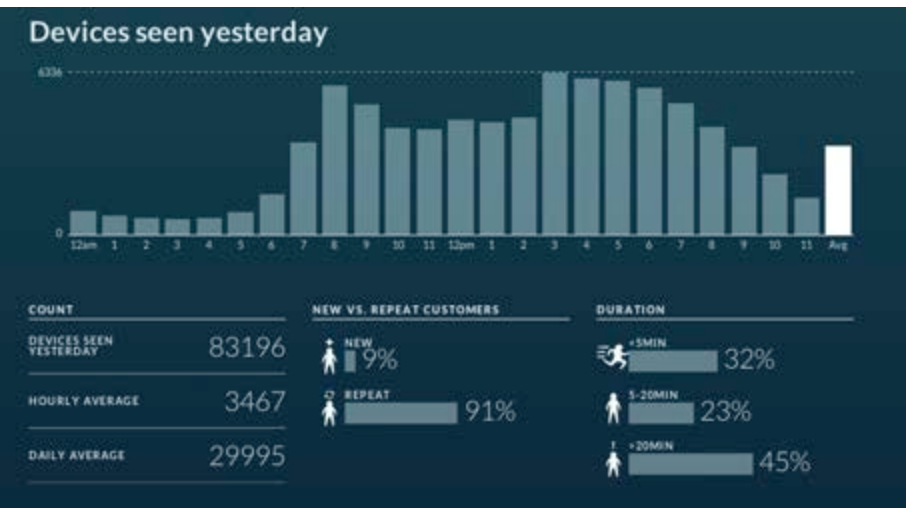 Devices seen yesterday
6336
0
12am 1 2 3 4 5 6 7 8 9 10 11 12pm 1 2 3 4 5 6 7 8 9 10 11 Avg
COUNT
DEVICES SEEN
YESTERDAY
83196
HOURLY AVERAGE 3467
DAILY AVERAGE 29995
NEW VS. REPEAT CUSTOMERS
NEW
9%
REPEAT
91%
DURATION
<5MIN
32%
5-20MIN
23%
>20MIN
45%